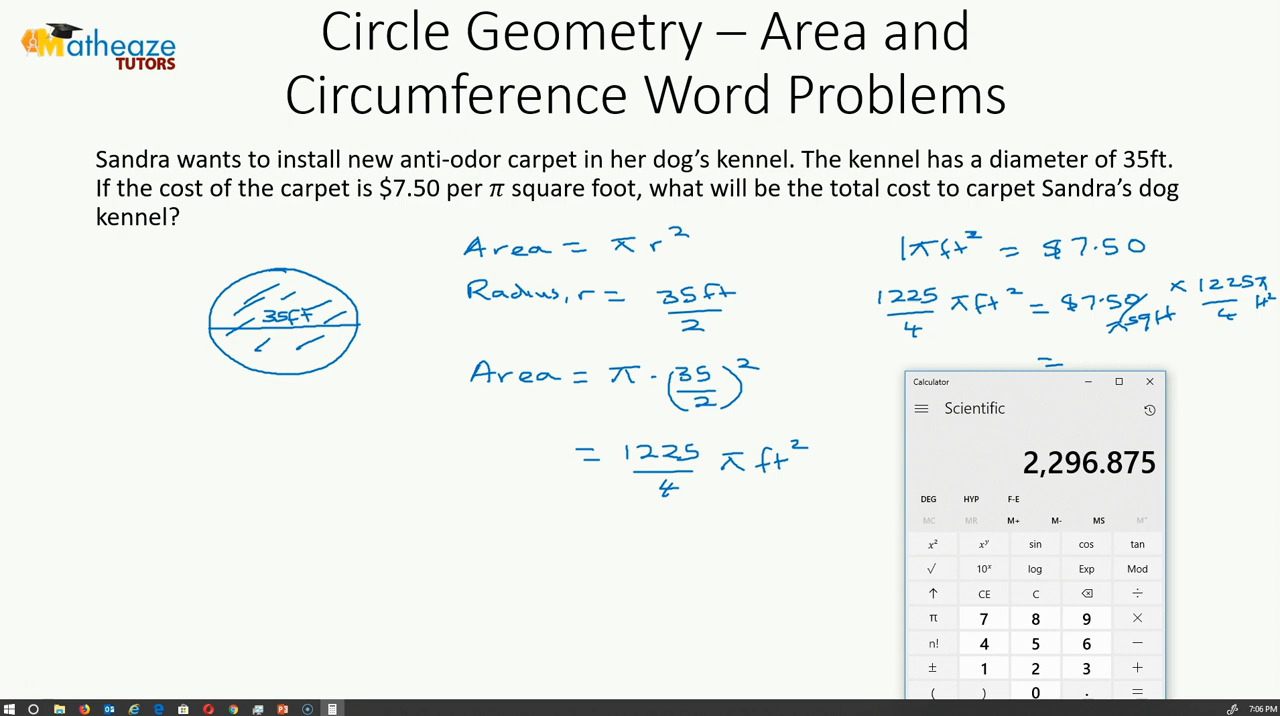 Matheaze
TUTORS
Circle Geometry – Area and
Circumference Word Problems
Sandra wants to install new anti-odor carpet in her dog’s kennel. The kennel has a diameter of 35ft.
If the cost of the carpet is $7.50 per π square foot, what will be the total cost to carpet Sandra’s dog
kennel?
35ft
Area = π r²
Radius, r = 35ft/2
Area = π · (35/2)²
= 1225/4 π ft²
1π ft² = $7.50
1225/4 π ft² = $7.50/π sq ft × 1225π/4 ft²
=
Calculator
Scientific
2,296.875
DEG HYP F-E
MC MR M+ M- MS M˅
x² xʸ sin cos tan
√ 10ˣ log Exp Mod
↑ CE C ⌫ ÷
π 7 8 9 ×
n! 4 5 6 −
± 1 2 3 +
( ) 0 . =
7:06 PM